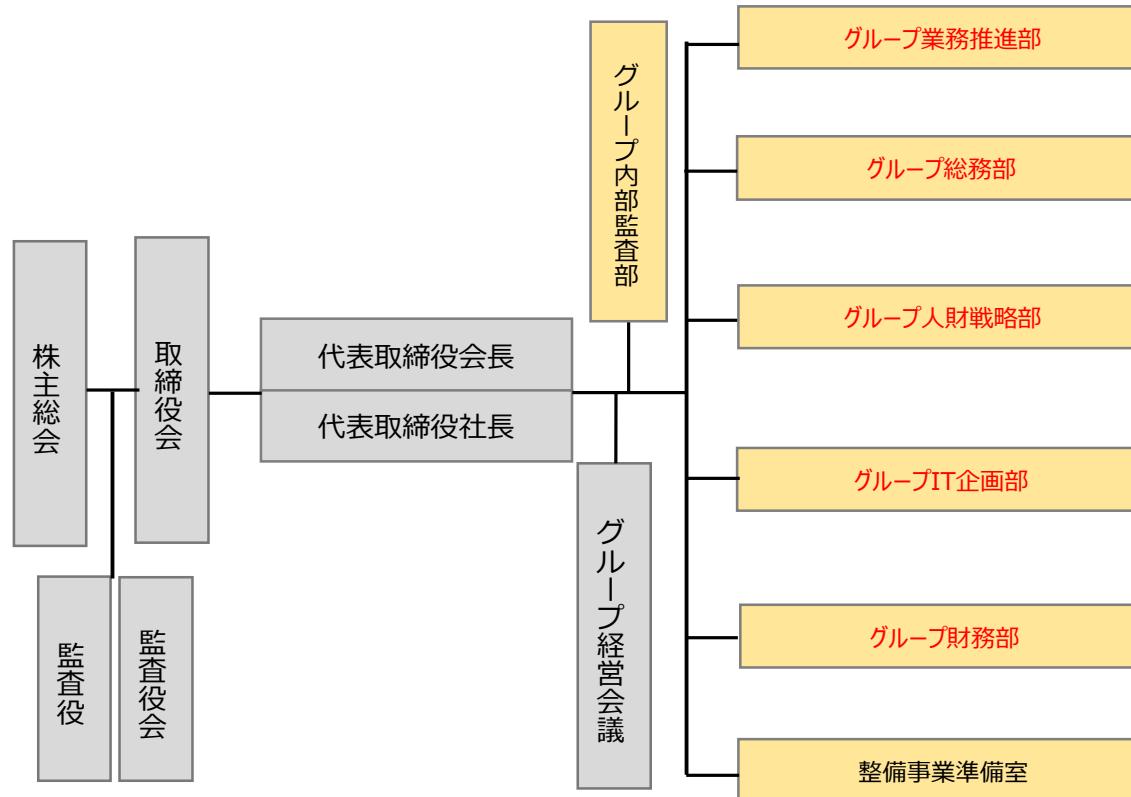 株主総会
監査役
監査役会
取締役会
代表取締役会長
代表取締役社長
グループ内部監査部
グループ経営会議
グループ業務推進部
グループ総務部
グループ人財戦略部
グループIT企画部
グループ財務部
整備事業準備室